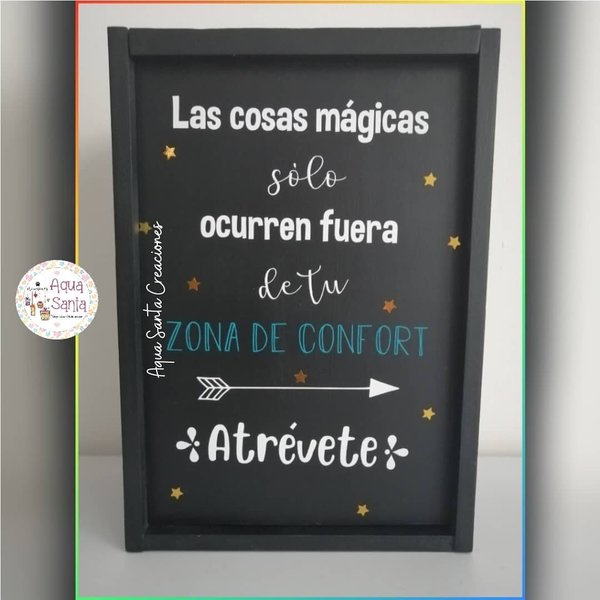 Las cosas mágicas
sólo
ocurren fuera
de tu
ZONA DE CONFORT
Atrévete
Aqua Santa Creaciones
Aqua
Santa